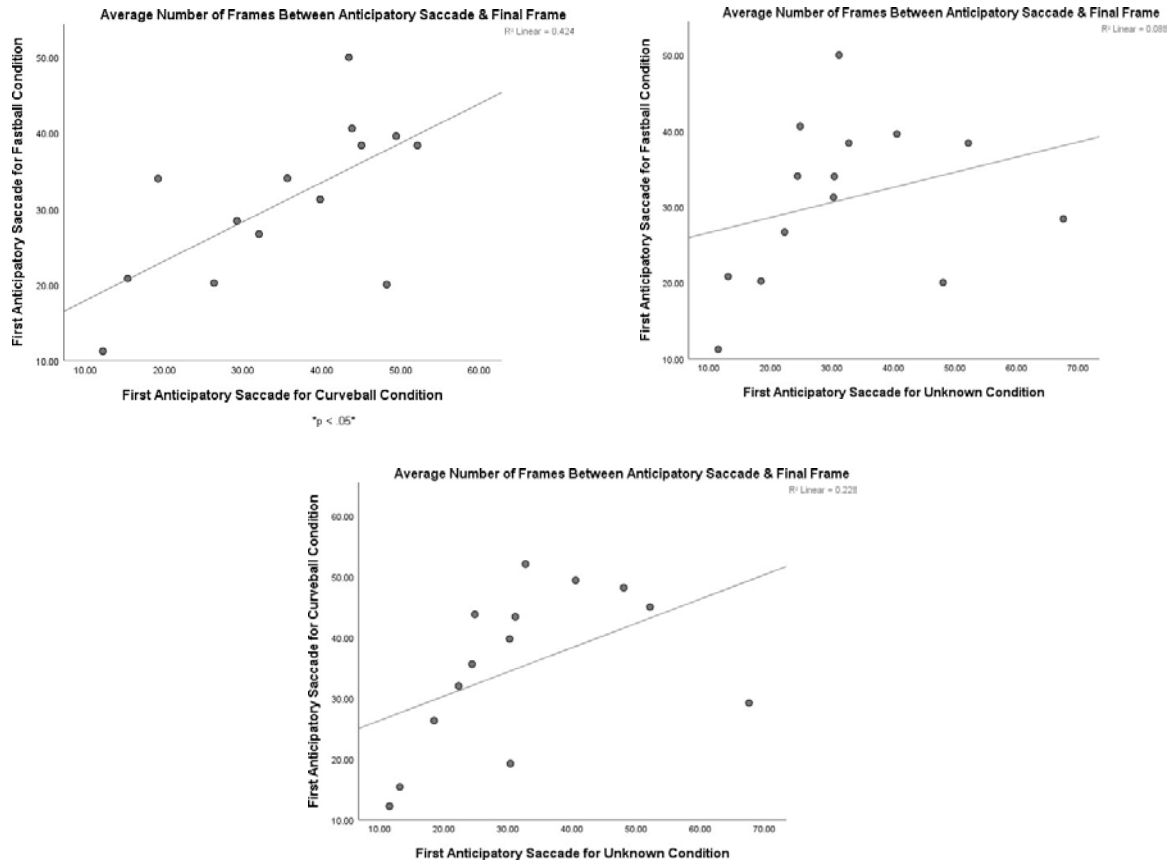 Average Number of Frames Between Anticipatory Saccade & Final Frame
R² Linear = 0.424
First Anticipatory Saccade for Fastball Condition
50.00
40.00
30.00
20.00
10.00
10.00 20.00 30.00 40.00 50.00 60.00
First Anticipatory Saccade for Curveball Condition
"p < .05"
Average Number of Frames Between Anticipatory Saccade & Final Frame
R² Linear = 0.088
First Anticipatory Saccade for Fastball Condition
50.00
40.00
30.00
20.00
10.00
10.00 20.00 30.00 40.00 50.00 60.00 70.00
First Anticipatory Saccade for Unknown Condition
Average Number of Frames Between Anticipatory Saccade & Final Frame
R² Linear = 0.228
First Anticipatory Saccade for Curveball Condition
60.00
50.00
40.00
30.00
20.00
10.00
10.00 20.00 30.00 40.00 50.00 60.00 70.00
First Anticipatory Saccade for Unknown Condition